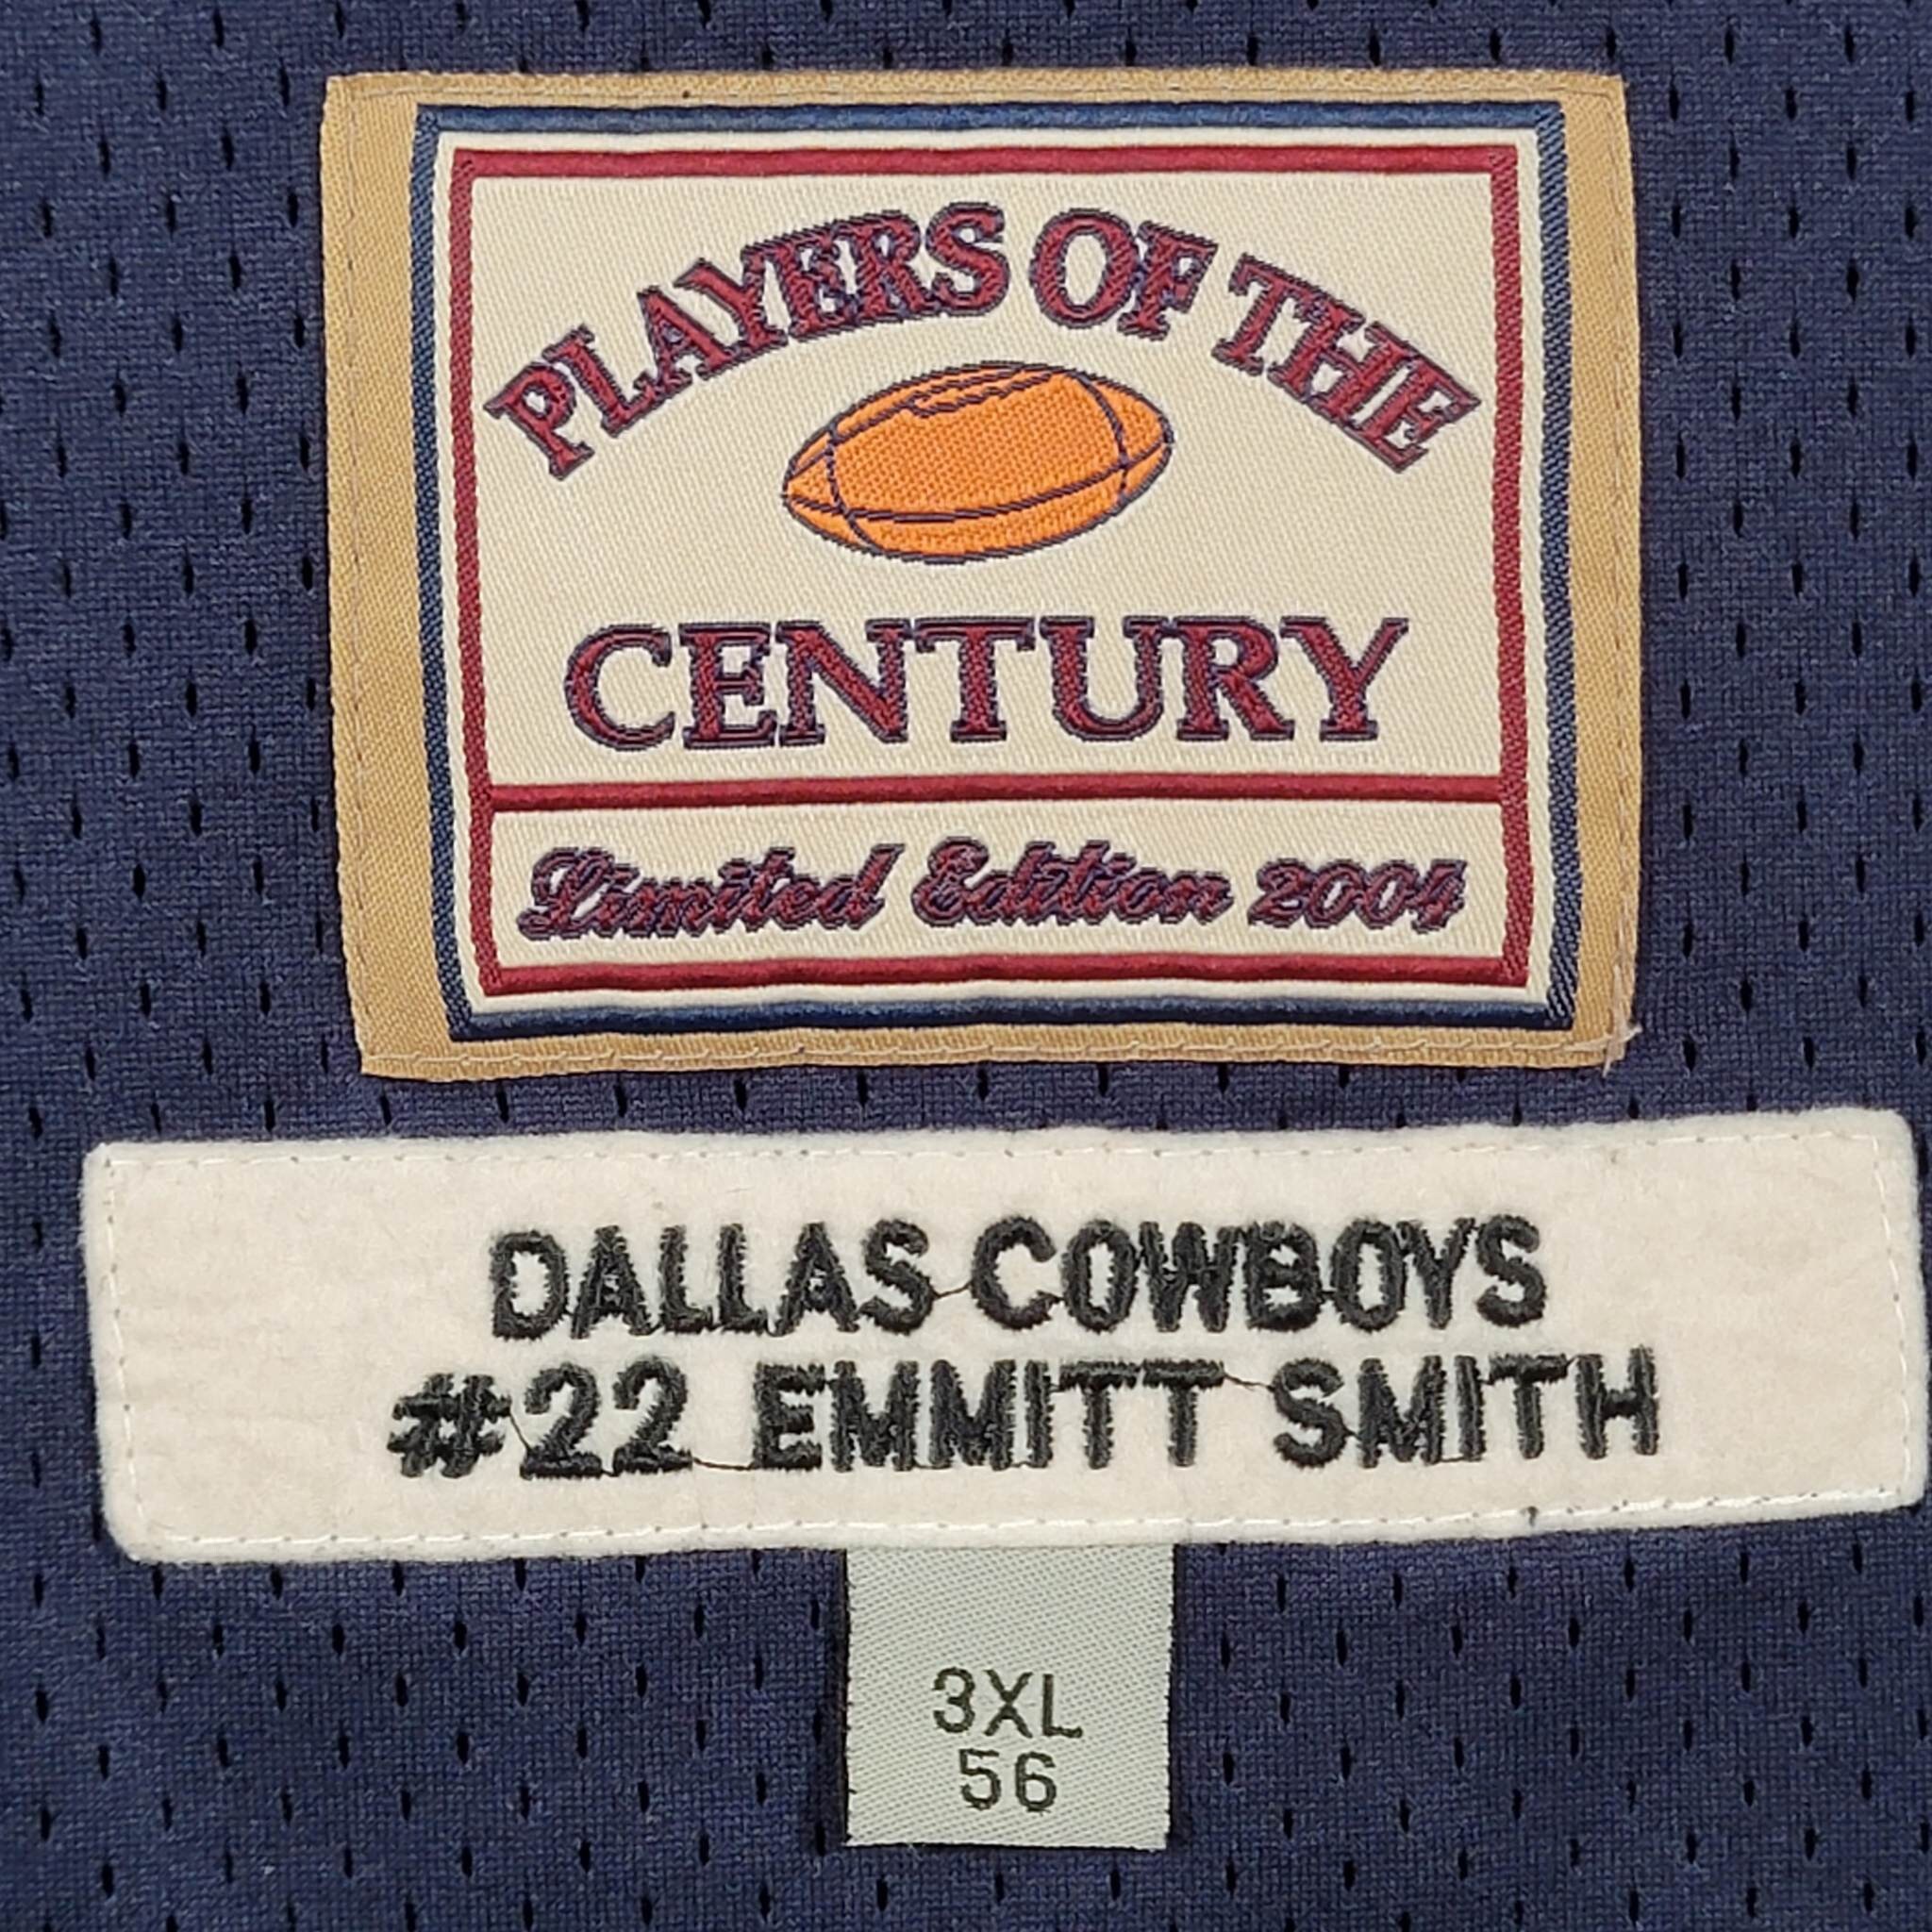 PLAYERS OF THE
CENTURY
Limited Edition 2004
DALLAS COWBOYS
#22 EMMITT SMITH
3XL
56